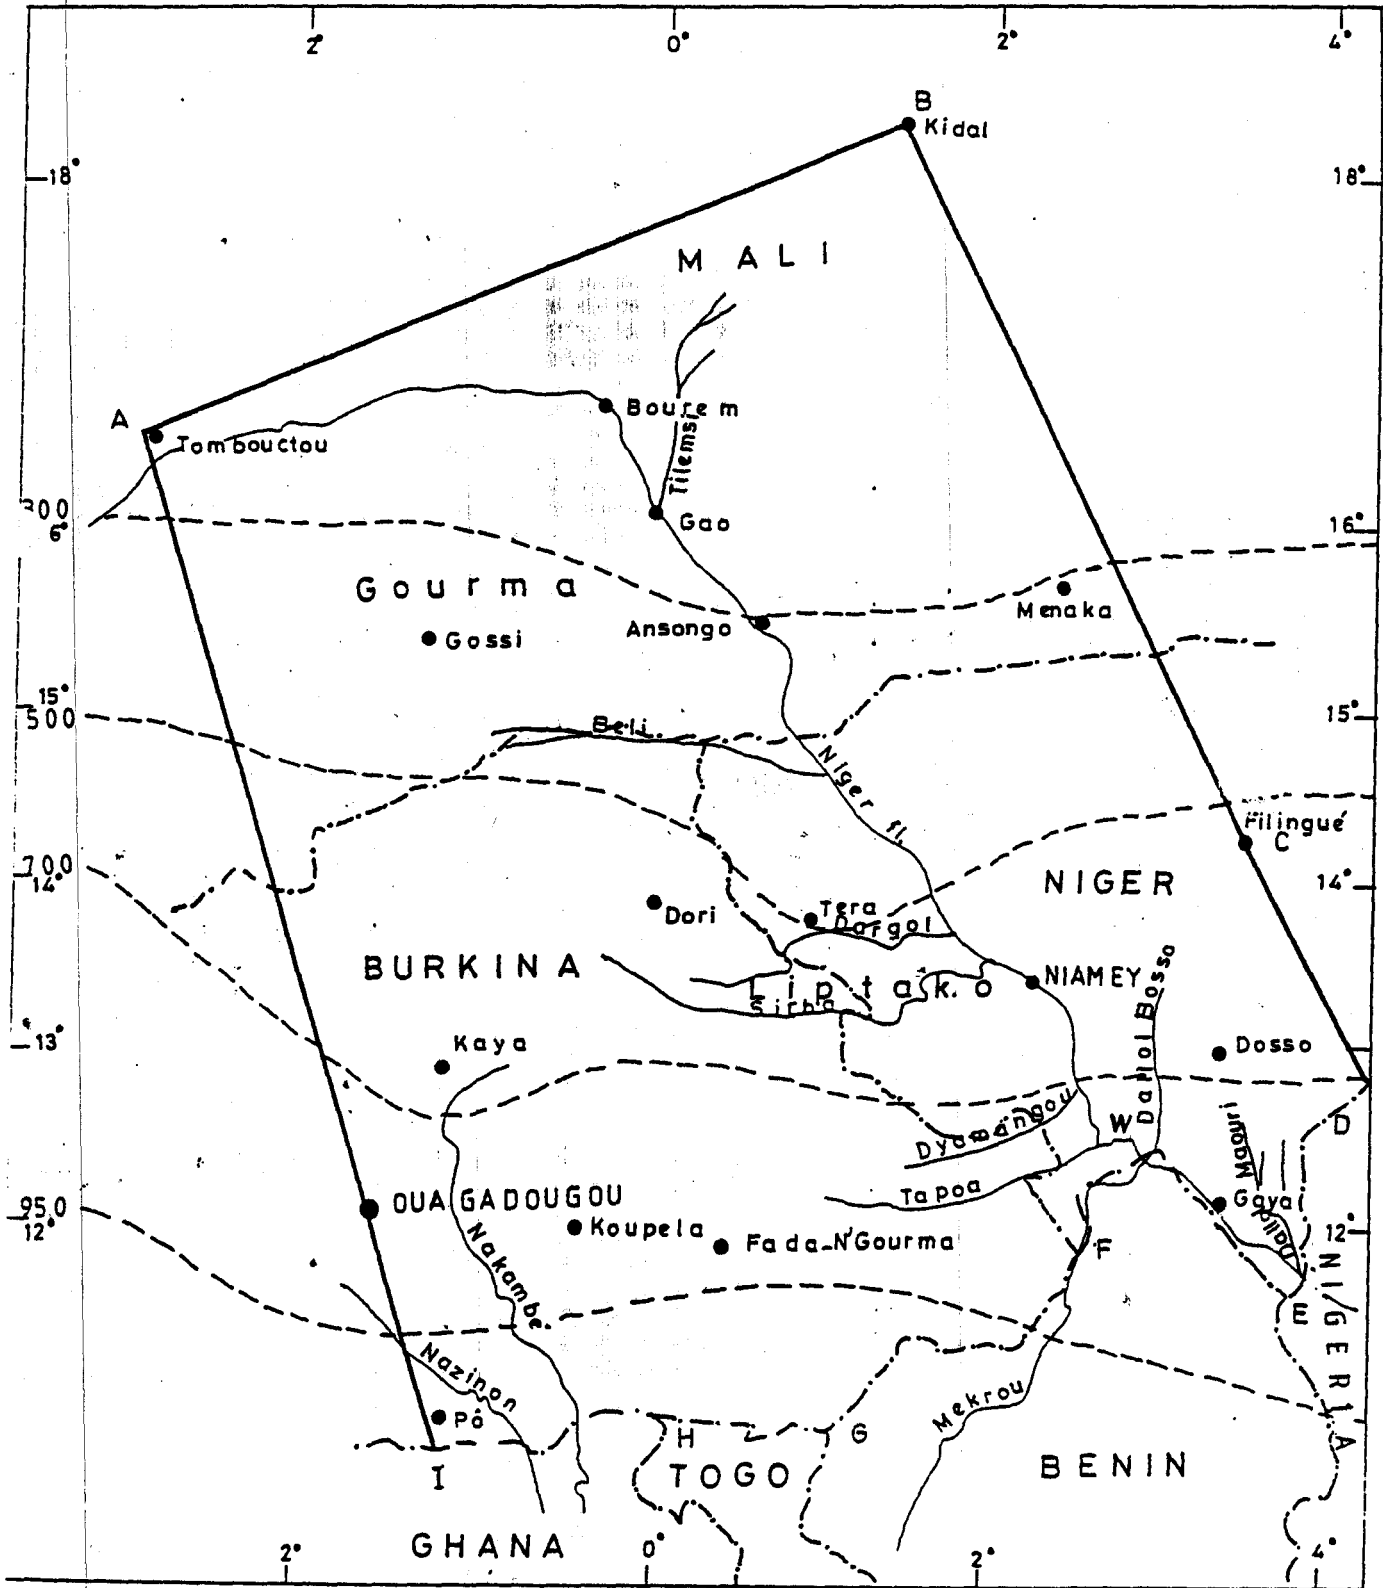 2° 0° 2° 4°
B
Kidal
18° 18°
MALI
A
Tombouctou
Bourem
Tilemsi
300
6°
Gao
16°
Gourma
Menaka
Ansongo
Gossi
15°
500
15°
Beli
Niger fl.
Filingué
C
700
14°
14°
NIGER
Tera
Dori
Dargol
BURKINA
Liptako
NIAMEY
Sirba
Dallol Bosso
13°
Kaya
Dosso
D
Dyamangou
W
Maouri
Tapoa
OUAGADOUGOU
950
12°
Koupela
Fada-N'Gourma
Gaya
Dallol
12°
F
Nakambe
E
NIGERIA
Nazinon
Pô
Mekrou
H
G
I
TOGO
BENIN
GHANA
2° 0° 2° 4°